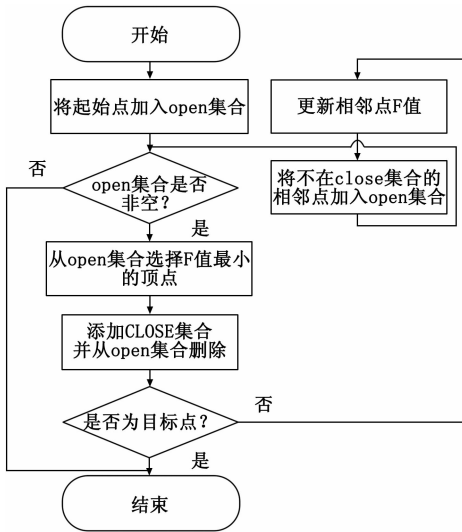 开始
将起始点加入open集合
否
open集合是否
非空?
是
从open集合选择F值最小
的顶点
添加CLOSE集合
并从open集合删除
是否为目标点?
否
是
结束
更新相邻点F值
将不在close集合的
相邻点加入open集合